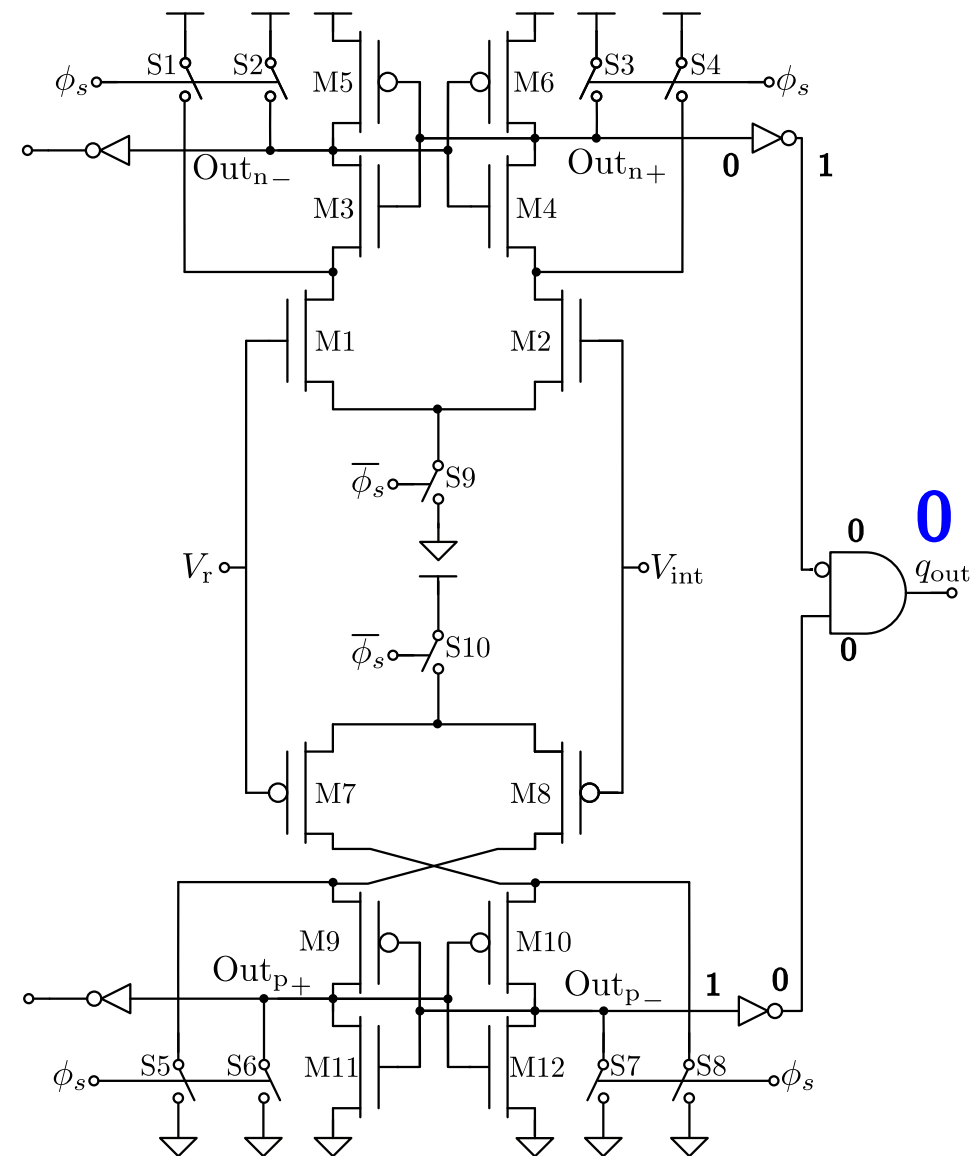 S1
S2
M5
M6
S3
S4
ϕs
ϕs
Outn−
Outn+
0
1
M3
M4
M1
M2
ϕs
S9
0
0
Vr
Vint
qout
ϕs
S10
0
M7
M8
M9
M10
Outp+
Outp−
1
0
S5
S6
M11
M12
S7
S8
ϕs
ϕs